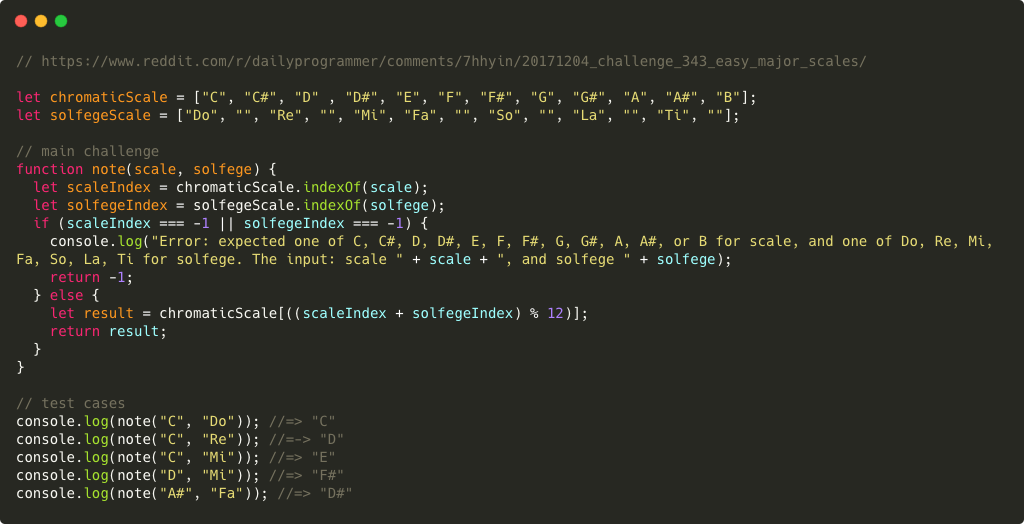 // https://www.reddit.com/r/dailyprogrammer/comments/7hhyin/20171204_challenge_343_easy_major_scales/
let chromaticScale = ["C", "C#", "D" , "D#", "E", "F", "F#", "G", "G#", "A", "A#", "B"];
let solfegeScale = ["Do", "", "Re", "", "Mi", "Fa", "", "So", "", "La", "", "Ti", ""];
// main challenge
function note(scale, solfege) {
  let scaleIndex = chromaticScale.indexOf(scale);
  let solfegeIndex = solfegeScale.indexOf(solfege);
  if (scaleIndex === -1 || solfegeIndex === -1) {
    console.log("Error: expected one of C, C#, D, D#, E, F, F#, G, G#, A, A#, or B for scale, and one of Do, Re, Mi,
Fa, So, La, Ti for solfege. The input: scale " + scale + ", and solfege " + solfege);
    return -1;
  } else {
    let result = chromaticScale[((scaleIndex + solfegeIndex) % 12)];
    return result;
  }
}
// test cases
console.log(note("C", "Do")); //=> "C"
console.log(note("C", "Re")); //=-> "D"
console.log(note("C", "Mi")); //=> "E"
console.log(note("D", "Mi")); //=> "F#"
console.log(note("A#", "Fa")); //=> "D#"